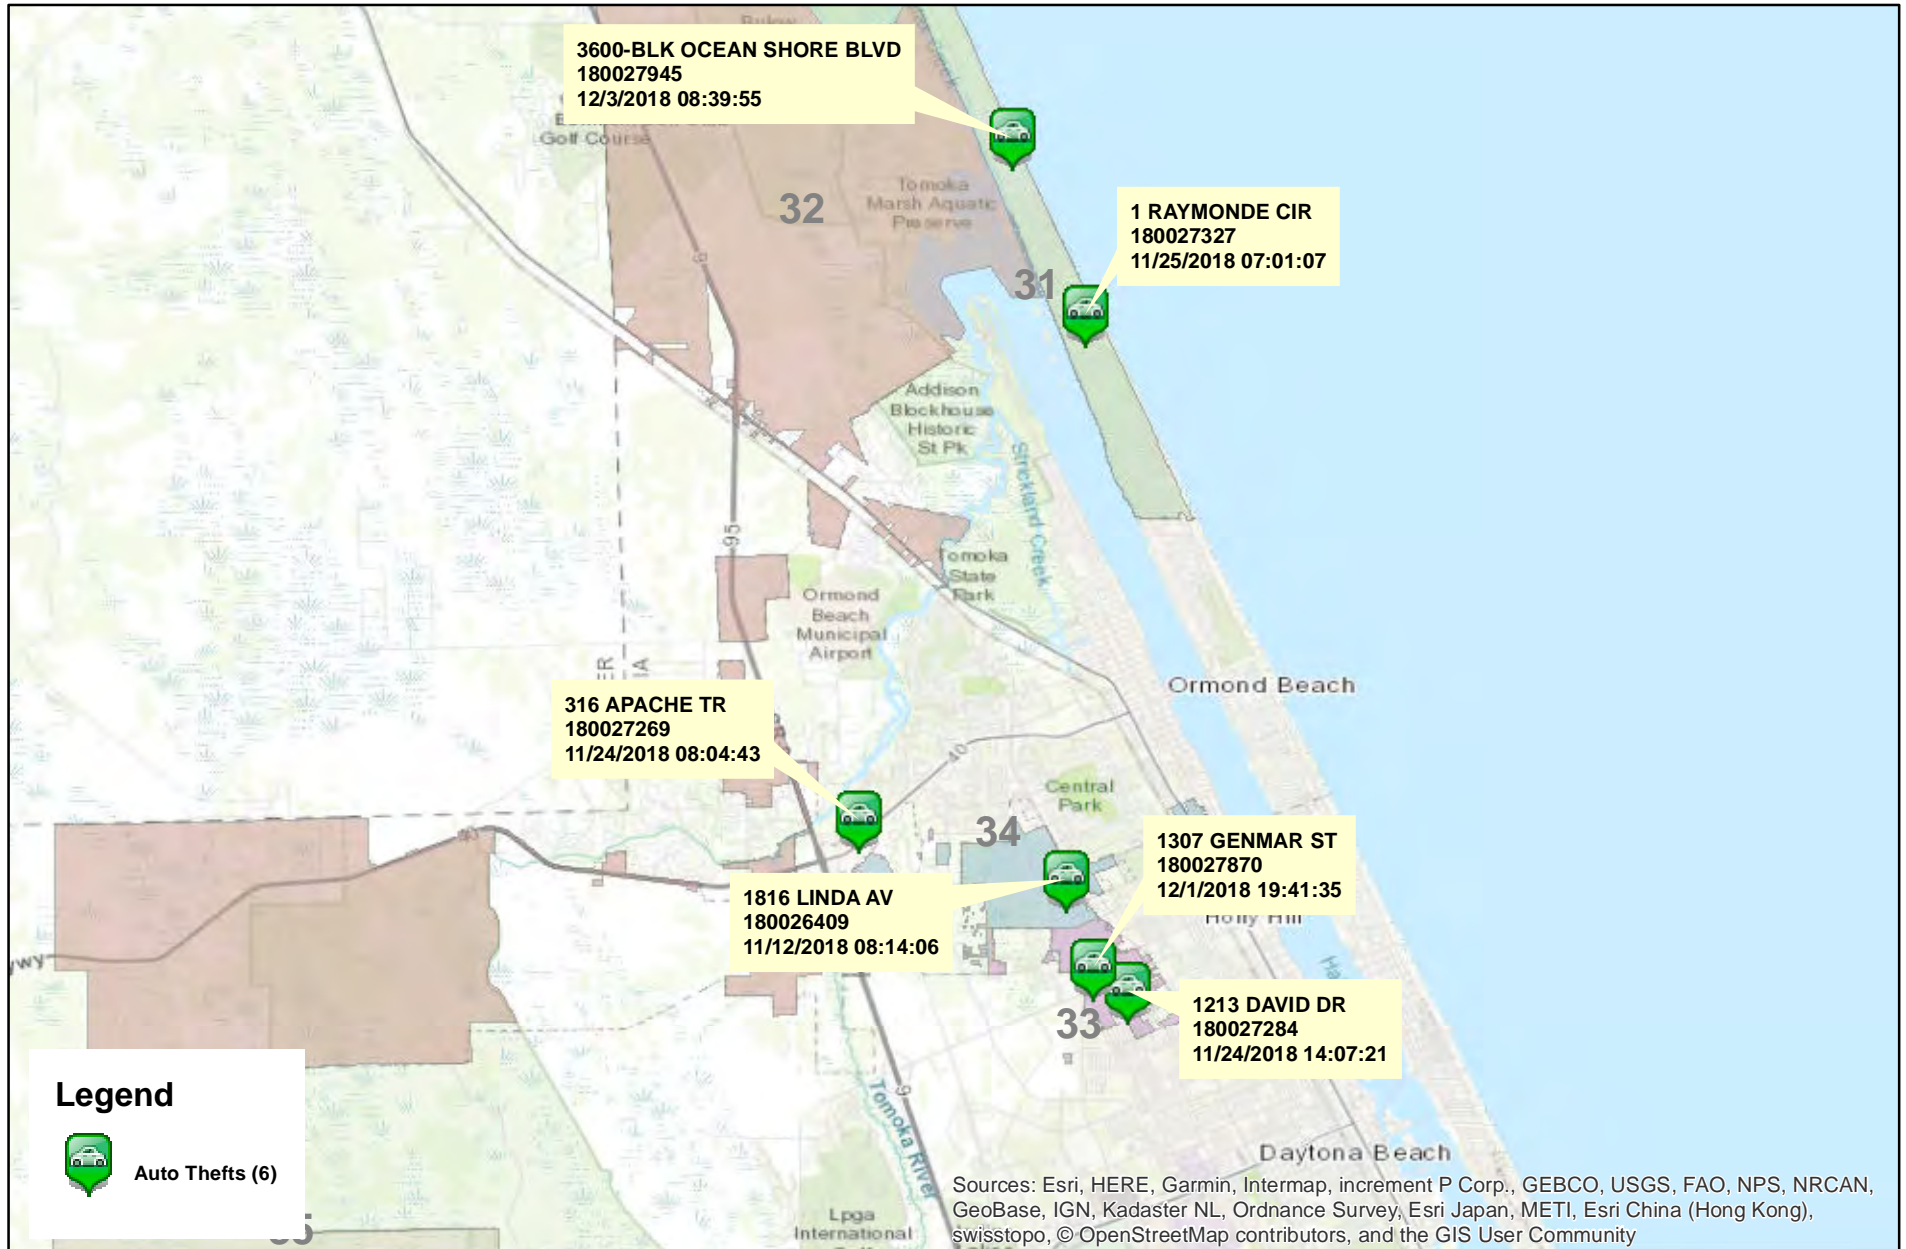 Bulow
3600-BLK OCEAN SHORE BLVD
180027945
12/3/2018 08:39:55
Golf Course
32
Tomoka
Marsh Aquatic
Preserve
1 RAYMONDE CIR
180027327
11/25/2018 07:01:07
31
Addison
Blockhouse
Historic
St Pk
Strickland Creek
95
Tomoka
State
Park
Ormond
Beach
Municipal
Airport
Ormond Beach
316 APACHE TR
180027269
11/24/2018 08:04:43
40
Central
Park
34
1307 GENMAR ST
180027870
12/1/2018 19:41:35
Holly Hill
1816 LINDA AV
180026409
11/12/2018 08:14:06
33
1213 DAVID DR
180027284
11/24/2018 14:07:21
Legend
Auto Thefts (6)
Tomoka River
Daytona Beach
Lpga
International
Sources: Esri, HERE, Garmin, Intermap, increment P Corp., GEBCO, USGS, FAO, NPS, NRCAN,
GeoBase, IGN, Kadaster NL, Ordnance Survey, Esri Japan, METI, Esri China (Hong Kong),
swisstopo, © OpenStreetMap contributors, and the GIS User Community